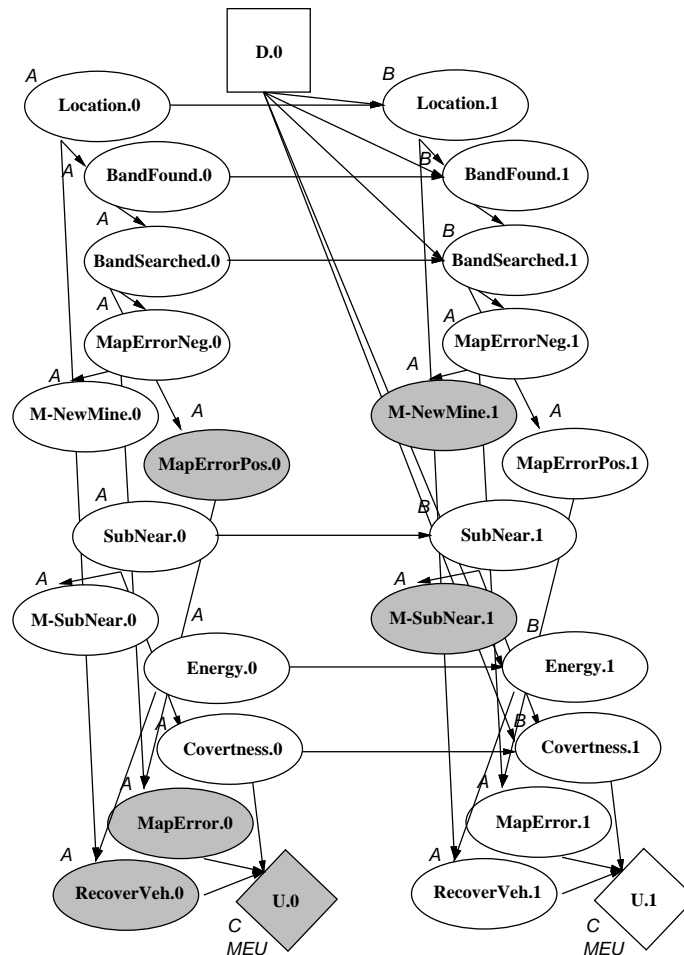 D.0
A
B
Location.0
Location.1
A
B
BandFound.0
BandFound.1
A
B
BandSearched.0
BandSearched.1
A
A
MapErrorNeg.0
MapErrorNeg.1
A
A
M-NewMine.0
M-NewMine.1
A
A
MapErrorPos.0
MapErrorPos.1
A
B
SubNear.0
SubNear.1
A
A
M-SubNear.0
M-SubNear.1
A
B
Energy.0
Energy.1
A
B
Covertness.0
Covertness.1
A
A
MapError.0
MapError.1
A
A
RecoverVeh.0
RecoverVeh.1
U.0
U.1
C
C
MEU
MEU